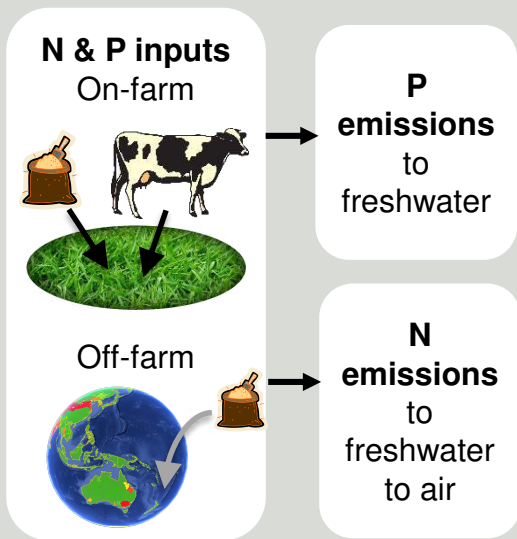 N & P inputs
On-farm
Off-farm
P
emissions
to
freshwater
N
emissions
to
freshwater
to air